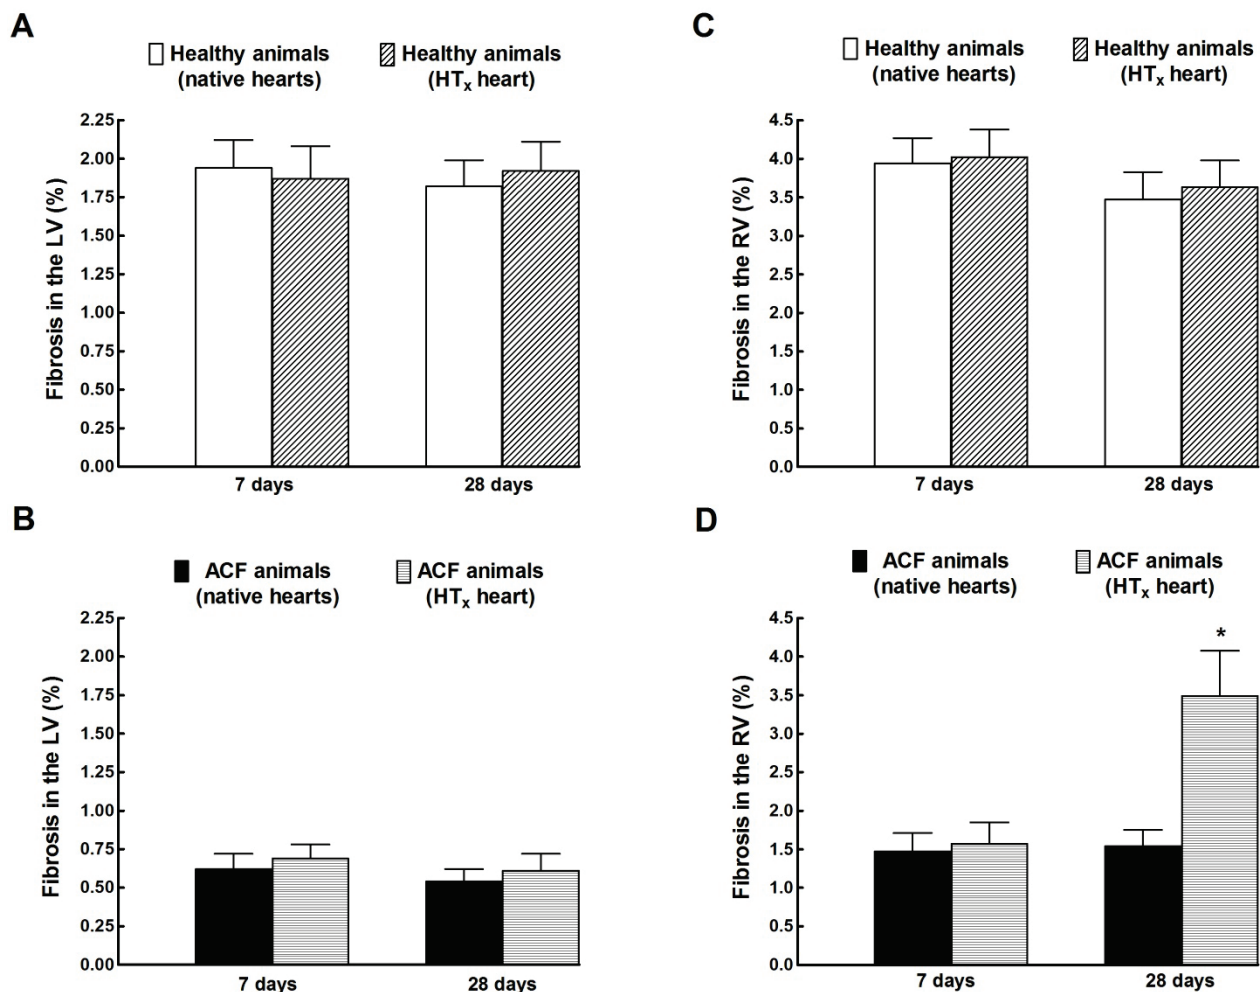 A
Healthy animals
(native hearts)
Healthy animals
(HTx heart)
Fibrosis in the LV (%)
2.25
2.00
1.75
1.50
1.25
1.00
0.75
0.50
0.25
0.00
7 days
28 days
C
Healthy animals
(native hearts)
Healthy animals
(HTx heart)
Fibrosis in the RV (%)
4.5
4.0
3.5
3.0
2.5
2.0
1.5
1.0
0.5
0.0
7 days
28 days
B
ACF animals
(native hearts)
ACF animals
(HTx heart)
Fibrosis in the LV (%)
2.25
2.00
1.75
1.50
1.25
1.00
0.75
0.50
0.25
0.00
7 days
28 days
D
ACF animals
(native hearts)
ACF animals
(HTx heart)
Fibrosis in the RV (%)
4.5
4.0
3.5
3.0
2.5
2.0
1.5
1.0
0.5
0.0
*
7 days
28 days